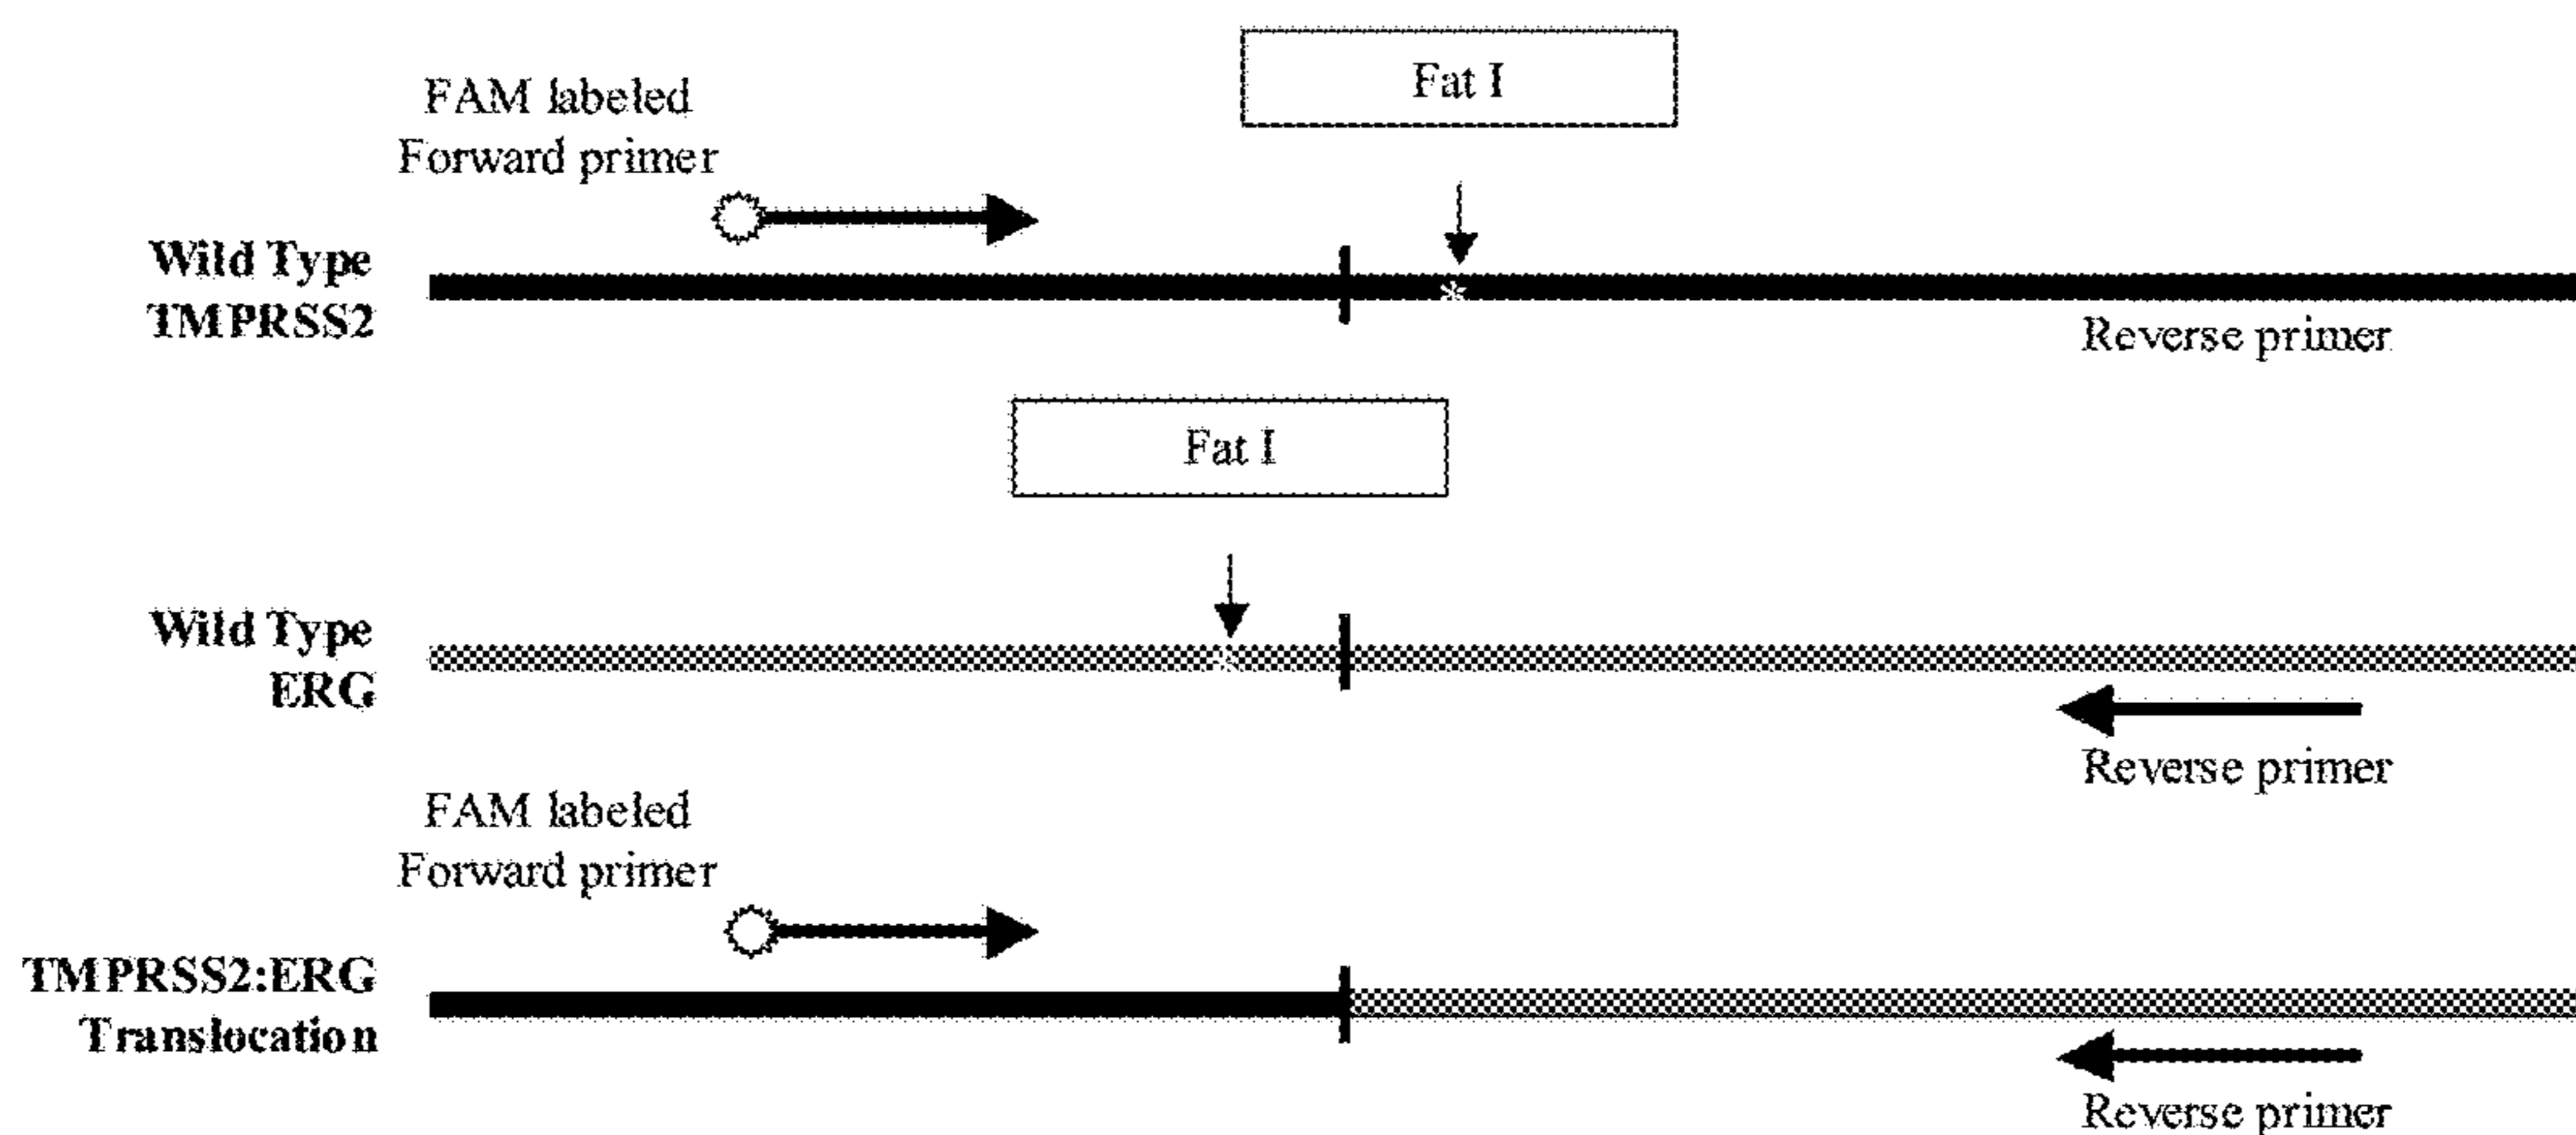 Fat I
FAM labeled
Forward primer
Wild Type
TMPRSS2
*
Reverse primer
Fat I
Wild Type
ERG
*
Reverse primer
FAM labeled
Forward primer
TMPRSS2:ERG
Translocation
Reverse primer